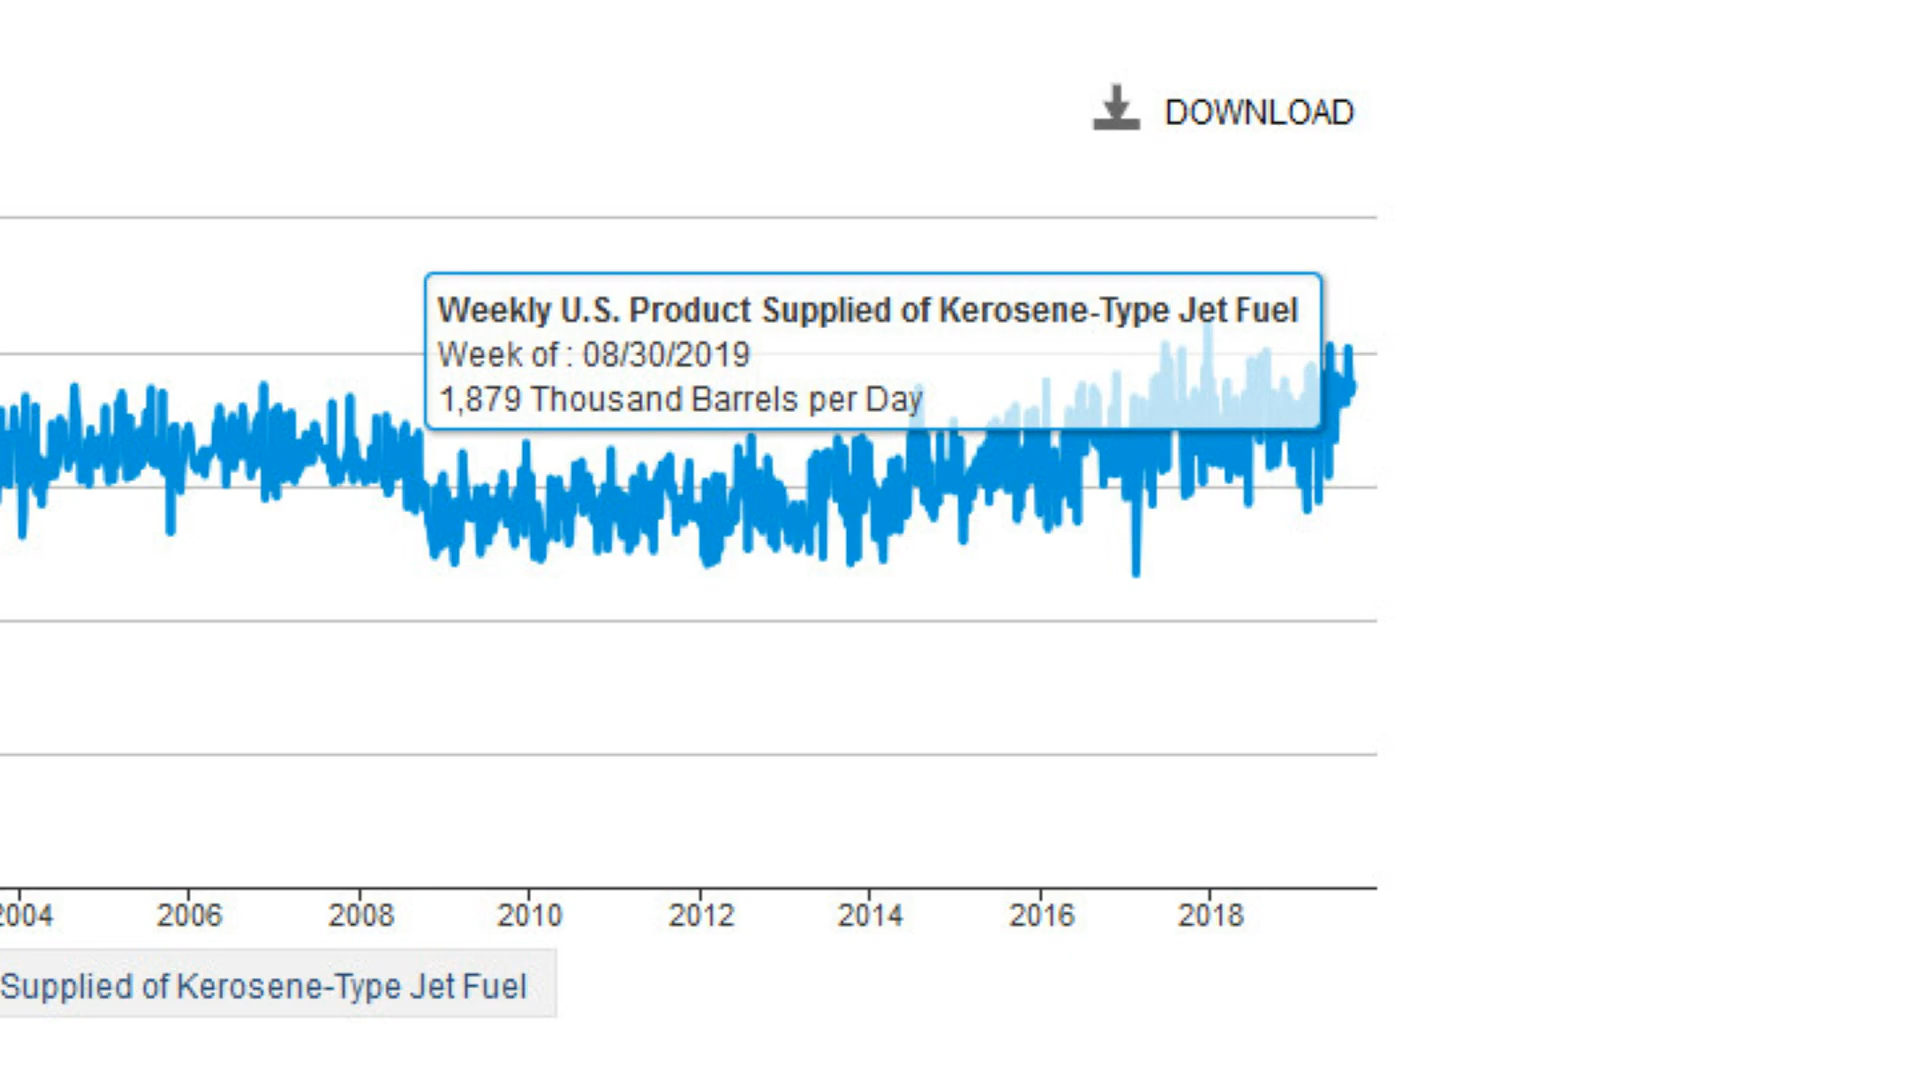 DOWNLOAD
Weekly U.S. Product Supplied of Kerosene-Type Jet Fuel
Week of : 08/30/2019
1,879 Thousand Barrels per Day
2004 2006 2008 2010 2012 2014 2016 2018
Supplied of Kerosene-Type Jet Fuel